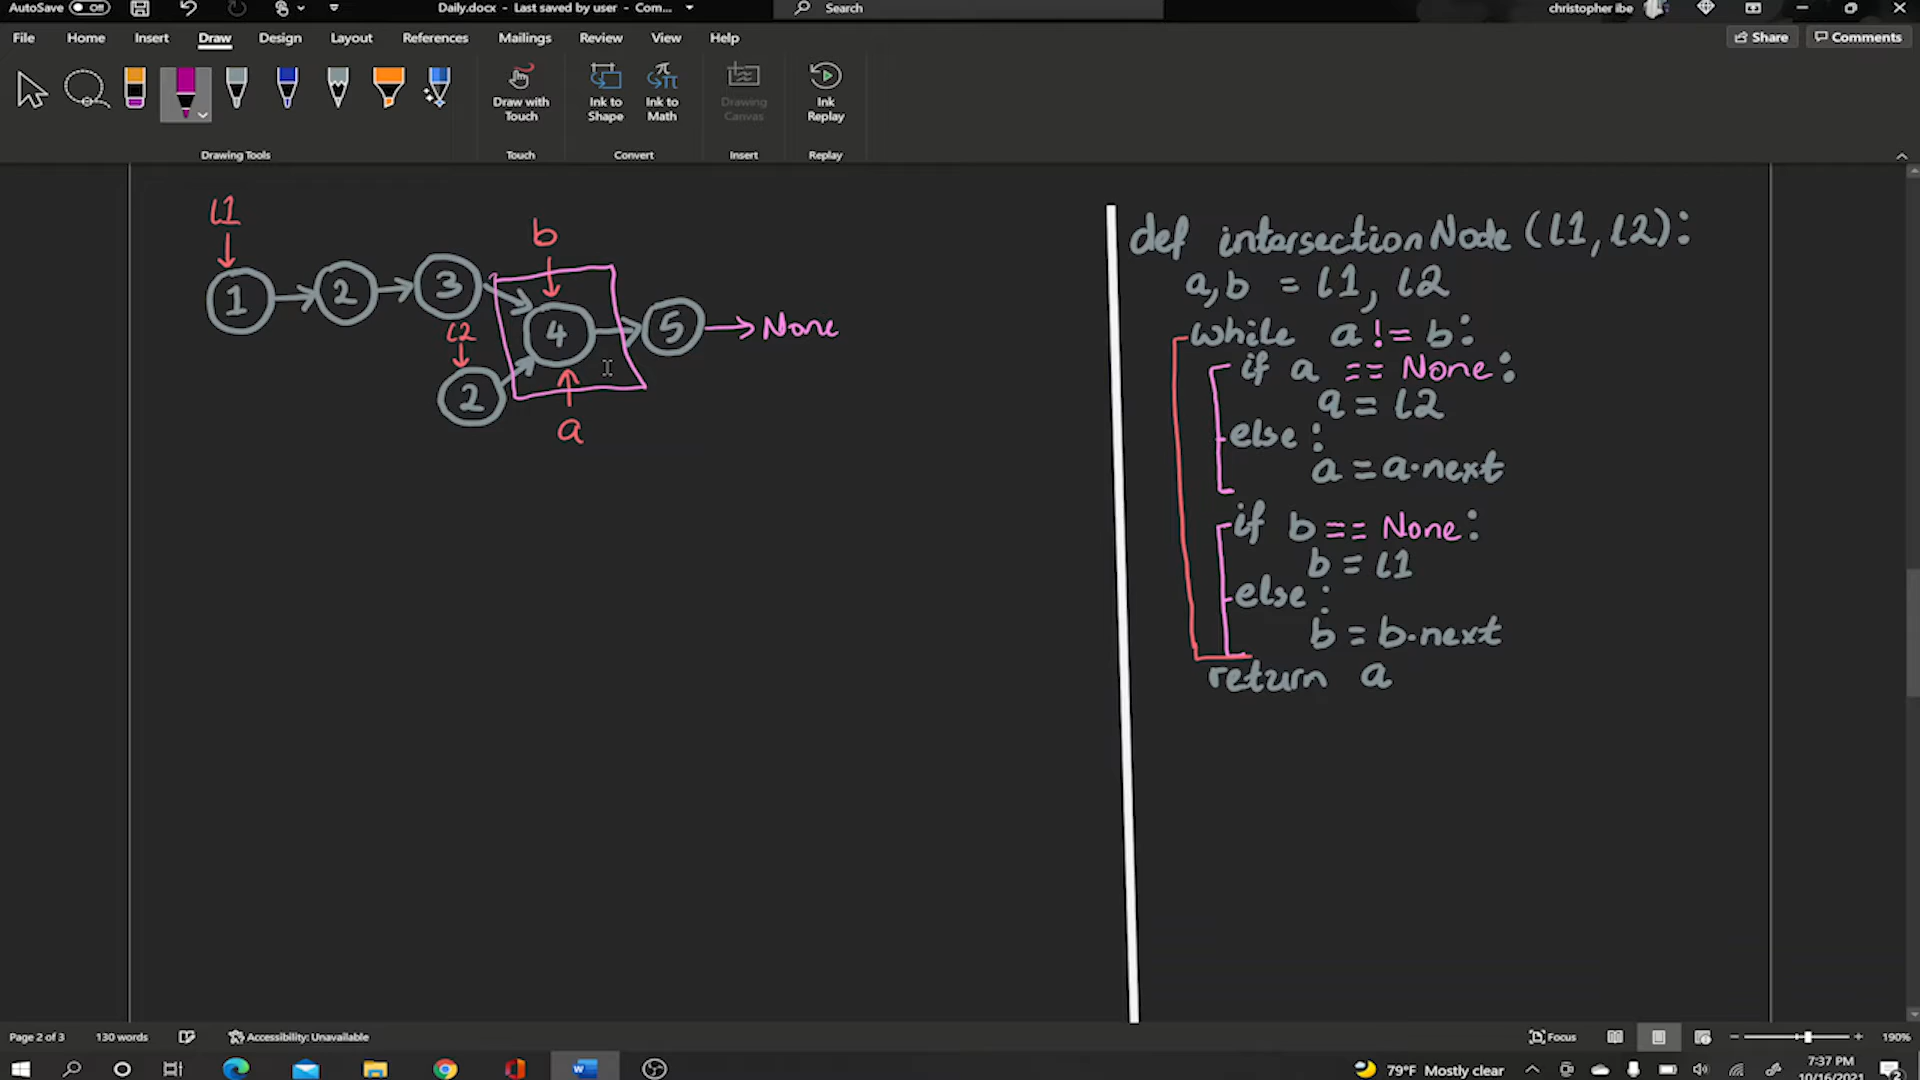 AutoSave Off Daily.docx - Last saved by user - Com... Search christopher ibe
File Home Insert Draw Design Layout References Mailings Review View Help Share Comments
Draw with Touch
Ink to Shape
Ink to Math
Drawing Canvas
Ink Replay
Drawing Tools Touch Convert Insert Replay
l1
b
1 2 3
l2
4 5 None
2
a
def intersectionNode (l1, l2):
a,b = l1, l2
while a != b:
if a == None:
a = l2
else:
a = a.next
if b == None:
b = l1
else:
b = b.next
return a
Page 2 of 3 130 words Accessibility: Unavailable Focus 190%
79°F Mostly clear 7:37 PM
10/16/2021 2